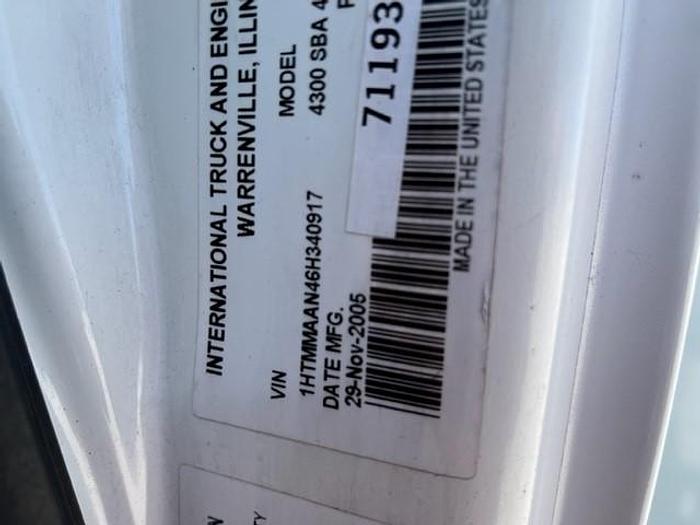 INTERNATIONAL TRUCK AND ENGI
WARRENVILLE, ILLIN
MODEL
4300 SBA 4
VIN
1HTMMAAN46H340917
DATE MFG.
29-Nov-2005
71193
MADE IN THE UNITED STATES